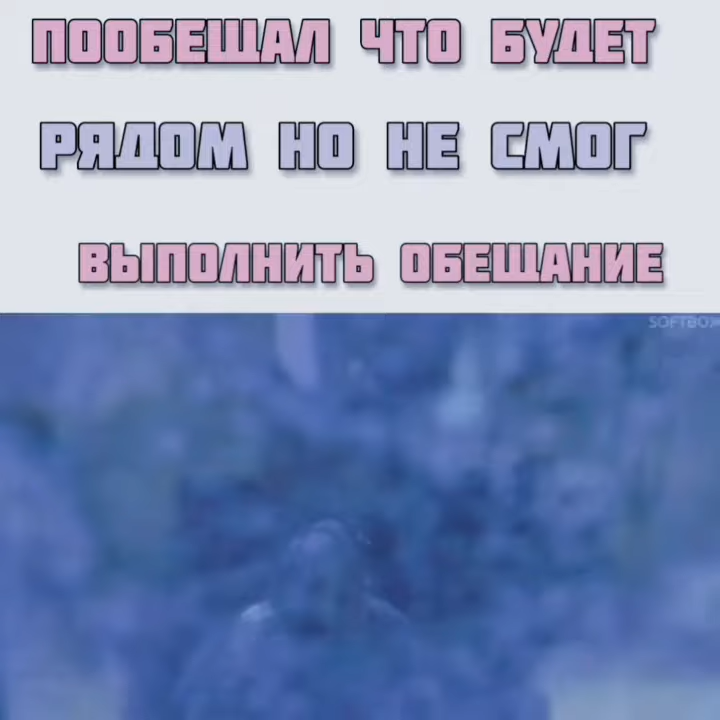 ПООБЕЩАЛ ЧТО БУДЕТ
РЯДОМ НО НЕ СМОГ
ВЫПОЛНИТЬ ОБЕЩАНИЕ
SOFTBOX